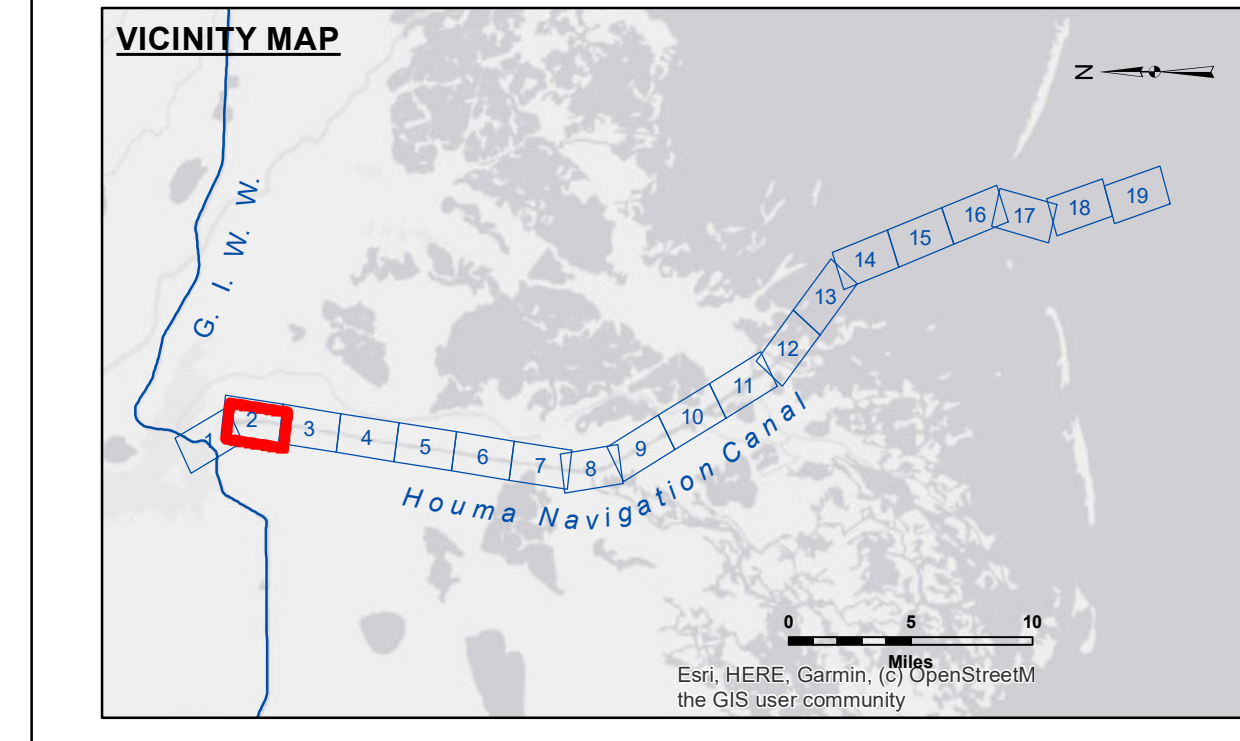 VICINITY MAP
N
G. I. W. W.
1
2
3
4
5
6
7
8
9
10
11
12
13
14
15
16
17
18
19
Houma Navigation Canal
0 5 10
Miles
Esri, HERE, Garmin, (c) OpenStreetM
the GIS user community